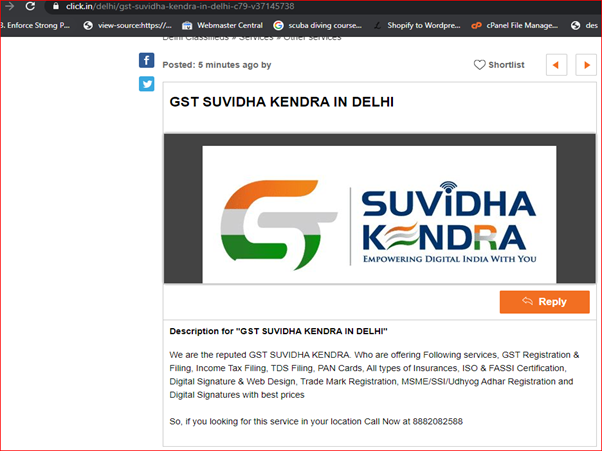 click.in/delhi/gst-suvidha-kendra-in-delhi-c79-v37145738
3. Enforce Strong P... view-source:https://... Webmaster Central scuba diving course... Shopify to Wordpre... cPanel File Manage... des
Delhi Classifieds » Services » Other services
Posted: 5 minutes ago by Shortlist
GST SUVIDHA KENDRA IN DELHI
SUVIDHA
KENDRA
EMPOWERING DIGITAL INDIA WITH YOU
Reply
Description for "GST SUVIDHA KENDRA IN DELHI"
We are the reputed GST SUVIDHA KENDRA. Who are offering Following services, GST Registration &
Filing, Income Tax Filing, TDS Filing, PAN Cards, All types of Insurances, ISO & FASSI Certification,
Digital Signature & Web Design, Trade Mark Registration, MSME/SSI/Udhyog Adhar Registration and
Digital Signatures with best prices
So, if you looking for this service in your location Call Now at 8882082588